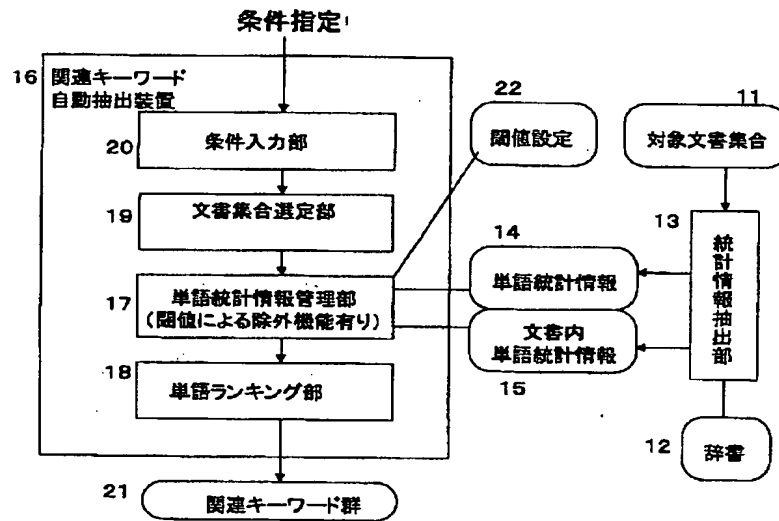 条件指定
16 関連キーワード
自動抽出装置
22
閾値設定
11
対象文書集合
20
条件入力部
19
文書集合選定部
13
統計情報抽出部
14
単語統計情報
17
単語統計情報管理部
(閾値による除外機能有り)
文書内
単語統計情報
15
18
単語ランキング部
12
辞書
21
関連キーワード群